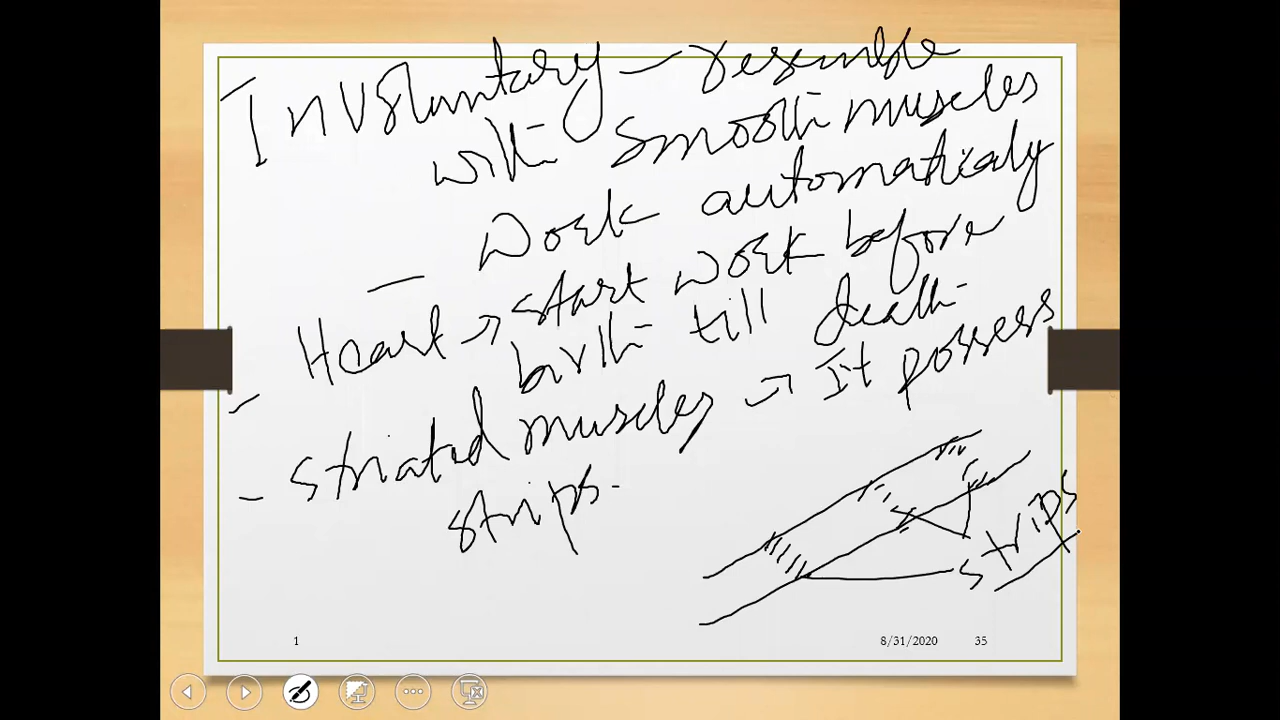 Involuntary - resemble
with smooth muscles
work automaticaly
- Heart → start work before
birth till death
- striated muscles → It possess
- strips.
strips
1
8/31/2020 35